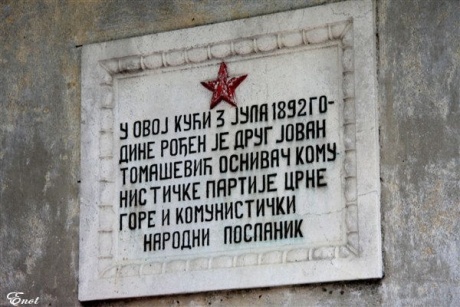 У ОВОЈ КУЋИ 3 ЈУЛА 1892 ГО-
ДИНЕ РОЂЕН ЈЕ ДРУГ ЈОВАН
ТОМАШЕВИЋ ОСНИВАЧ КОМУ
НИСТИЧКЕ ПАРТИЈЕ ЦРНЕ
ГОРЕ И КОМУНИСТИЧКИ
НАРОДНИ ПОСЛАНИК
Enot